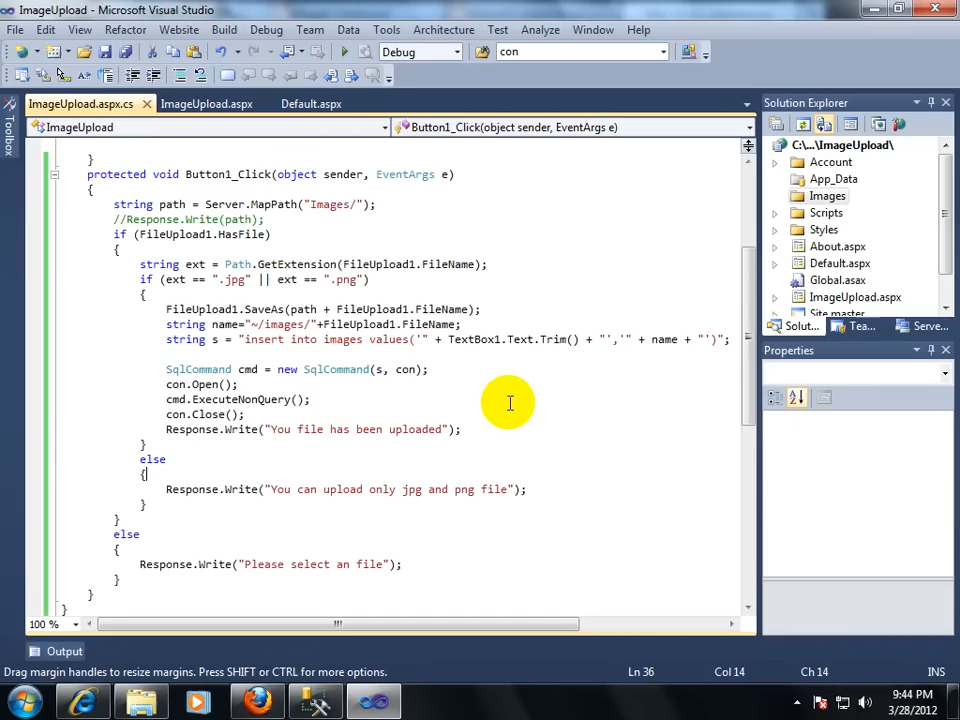 ImageUpload - Microsoft Visual Studio
File Edit View Refactor Website Build Debug Team Data Tools Architecture Test Analyze Window Help
Debug con
ImageUpload.aspx.cs ImageUpload.aspx Default.aspx
ImageUpload Button1_Click(object sender, EventArgs e)
}
protected void Button1_Click(object sender, EventArgs e)
{
string path = Server.MapPath("Images/");
//Response.Write(path);
if (FileUpload1.HasFile)
{
string ext = Path.GetExtension(FileUpload1.FileName);
if (ext == ".jpg" || ext == ".png")
{
FileUpload1.SaveAs(path + FileUpload1.FileName);
string name="~/images/"+FileUpload1.FileName;
string s = "insert into images values('" + TextBox1.Text.Trim() + "','" + name + "')";
SqlCommand cmd = new SqlCommand(s, con);
con.Open();
cmd.ExecuteNonQuery();
con.Close();
Response.Write("You file has been uploaded");
}
else
{
Response.Write("You can upload only jpg and png file");
}
}
else
{
Response.Write("Please select an file");
}
}
}
100 %
Output
Toolbox
Solution Explorer
C:\...\ImageUpload\
Account
App_Data
Images
Scripts
Styles
About.aspx
Default.aspx
Global.asax
ImageUpload.aspx
Site.master
Solut... Tea... Serve...
Properties
Drag margin handles to resize margins. Press SHIFT or CTRL for more options. Ln 36 Col 14 Ch 14 INS
9:44 PM
3/28/2012